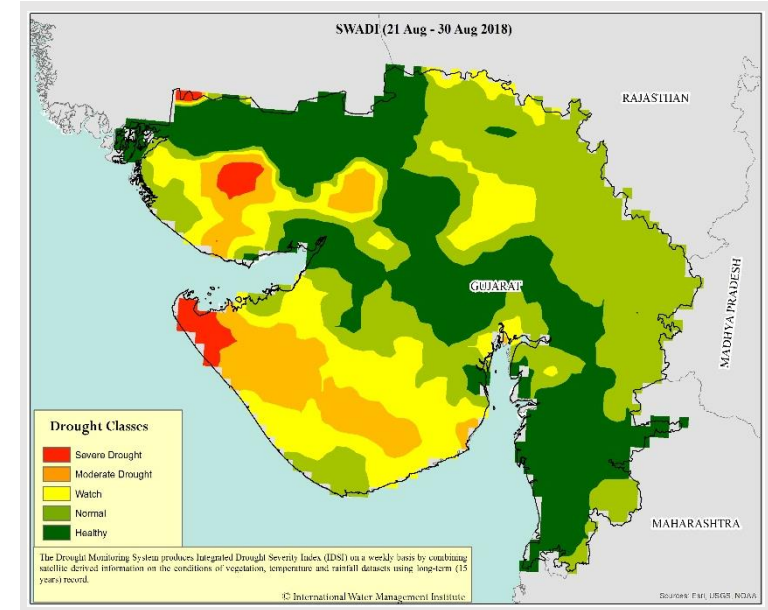 SWADI (21 Aug - 30 Aug 2018)
RAJASTHAN
GUJARAT
MADHYA PRADESH
MAHARASHTRA
Drought Classes
Severe Drought
Moderate Drought
Watch
Normal
Healthy
The Drought Monitoring System produces Integrated Drought Severity Index (IDSI) on a weekly basis by combining
satellite derived information on the conditions of vegetation, temperature and rainfall datasets using long-term (15
years) record.
© International Water Management Institute
Sources: Esri, USGS, NOAA